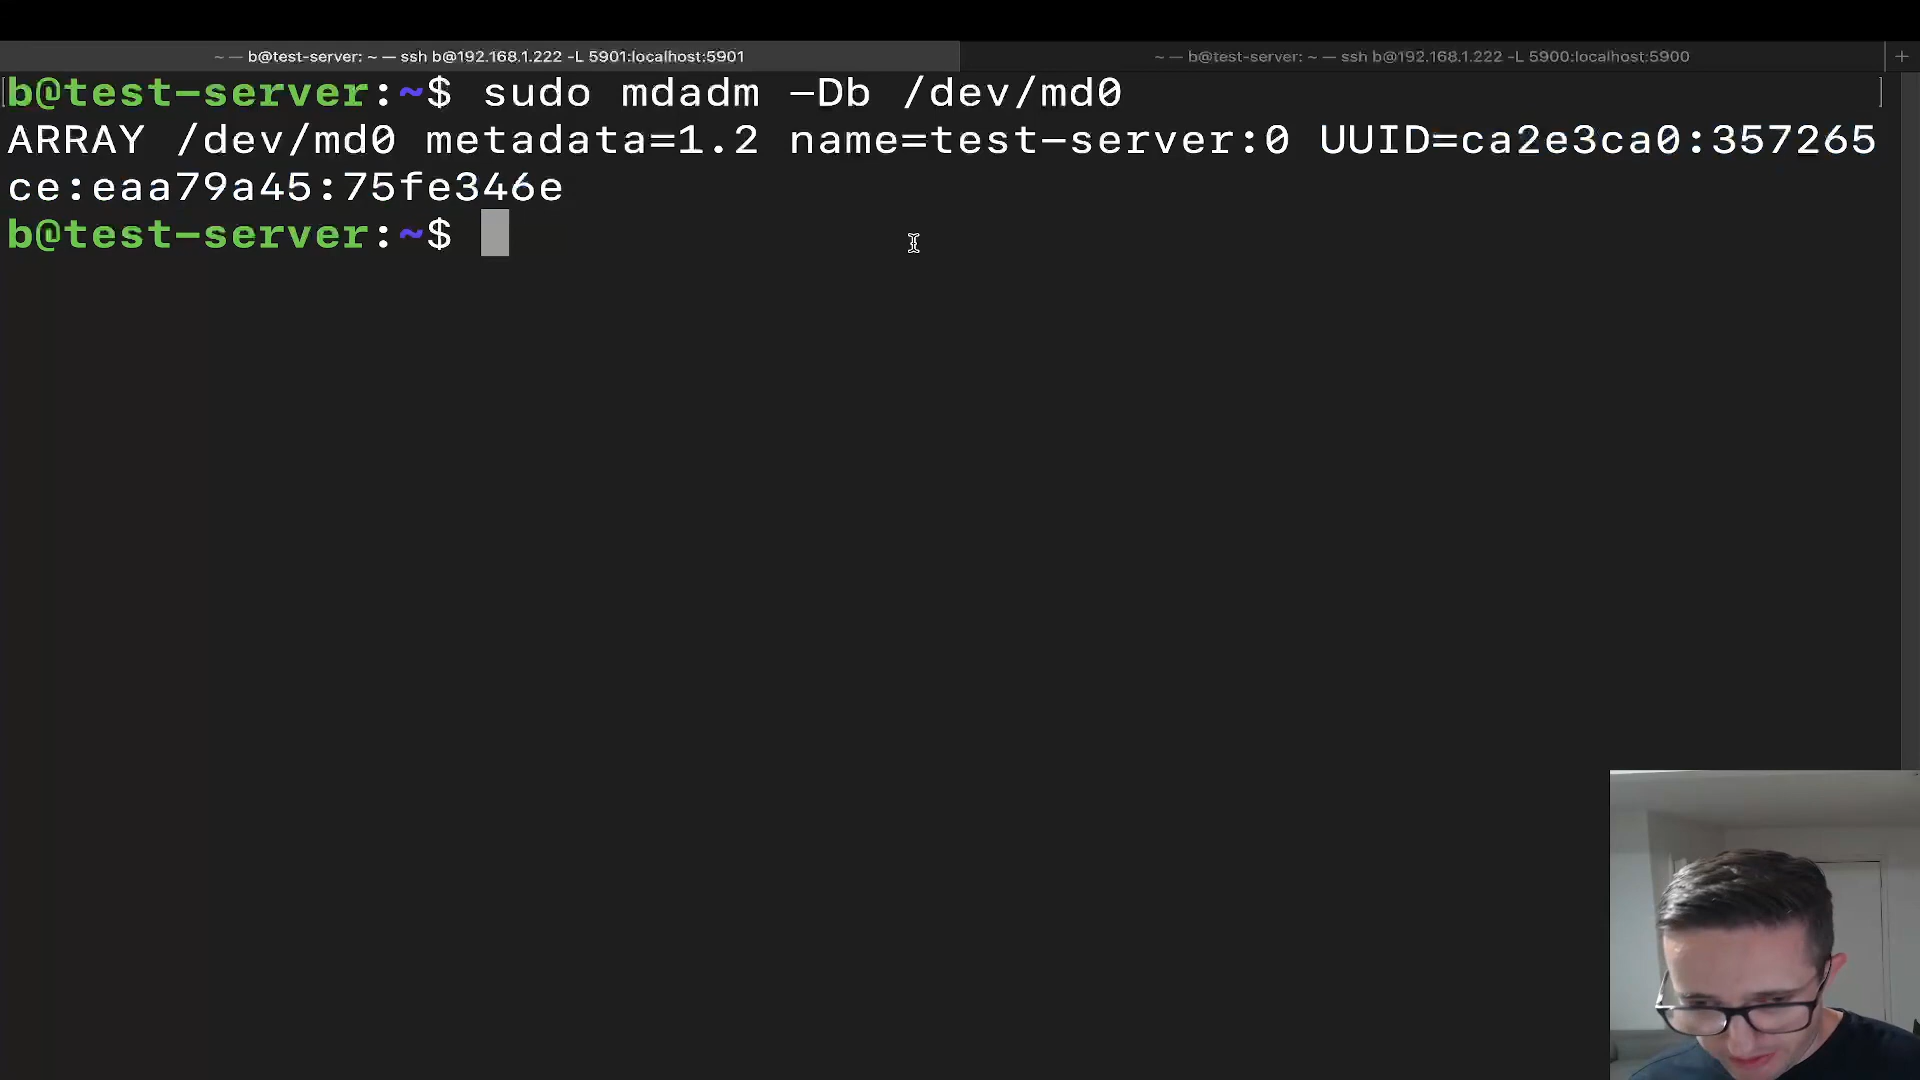 ~ — b@test-server: ~ — ssh b@192.168.1.222 -L 5901:localhost:5901
~ — b@test-server: ~ — ssh b@192.168.1.222 -L 5900:localhost:5900
+
[b@test-server:~$ sudo mdadm -Db /dev/md0 ]
ARRAY /dev/md0 metadata=1.2 name=test-server:0 UUID=ca2e3ca0:357265
ce:eaa79a45:75fe346e
b@test-server:~$